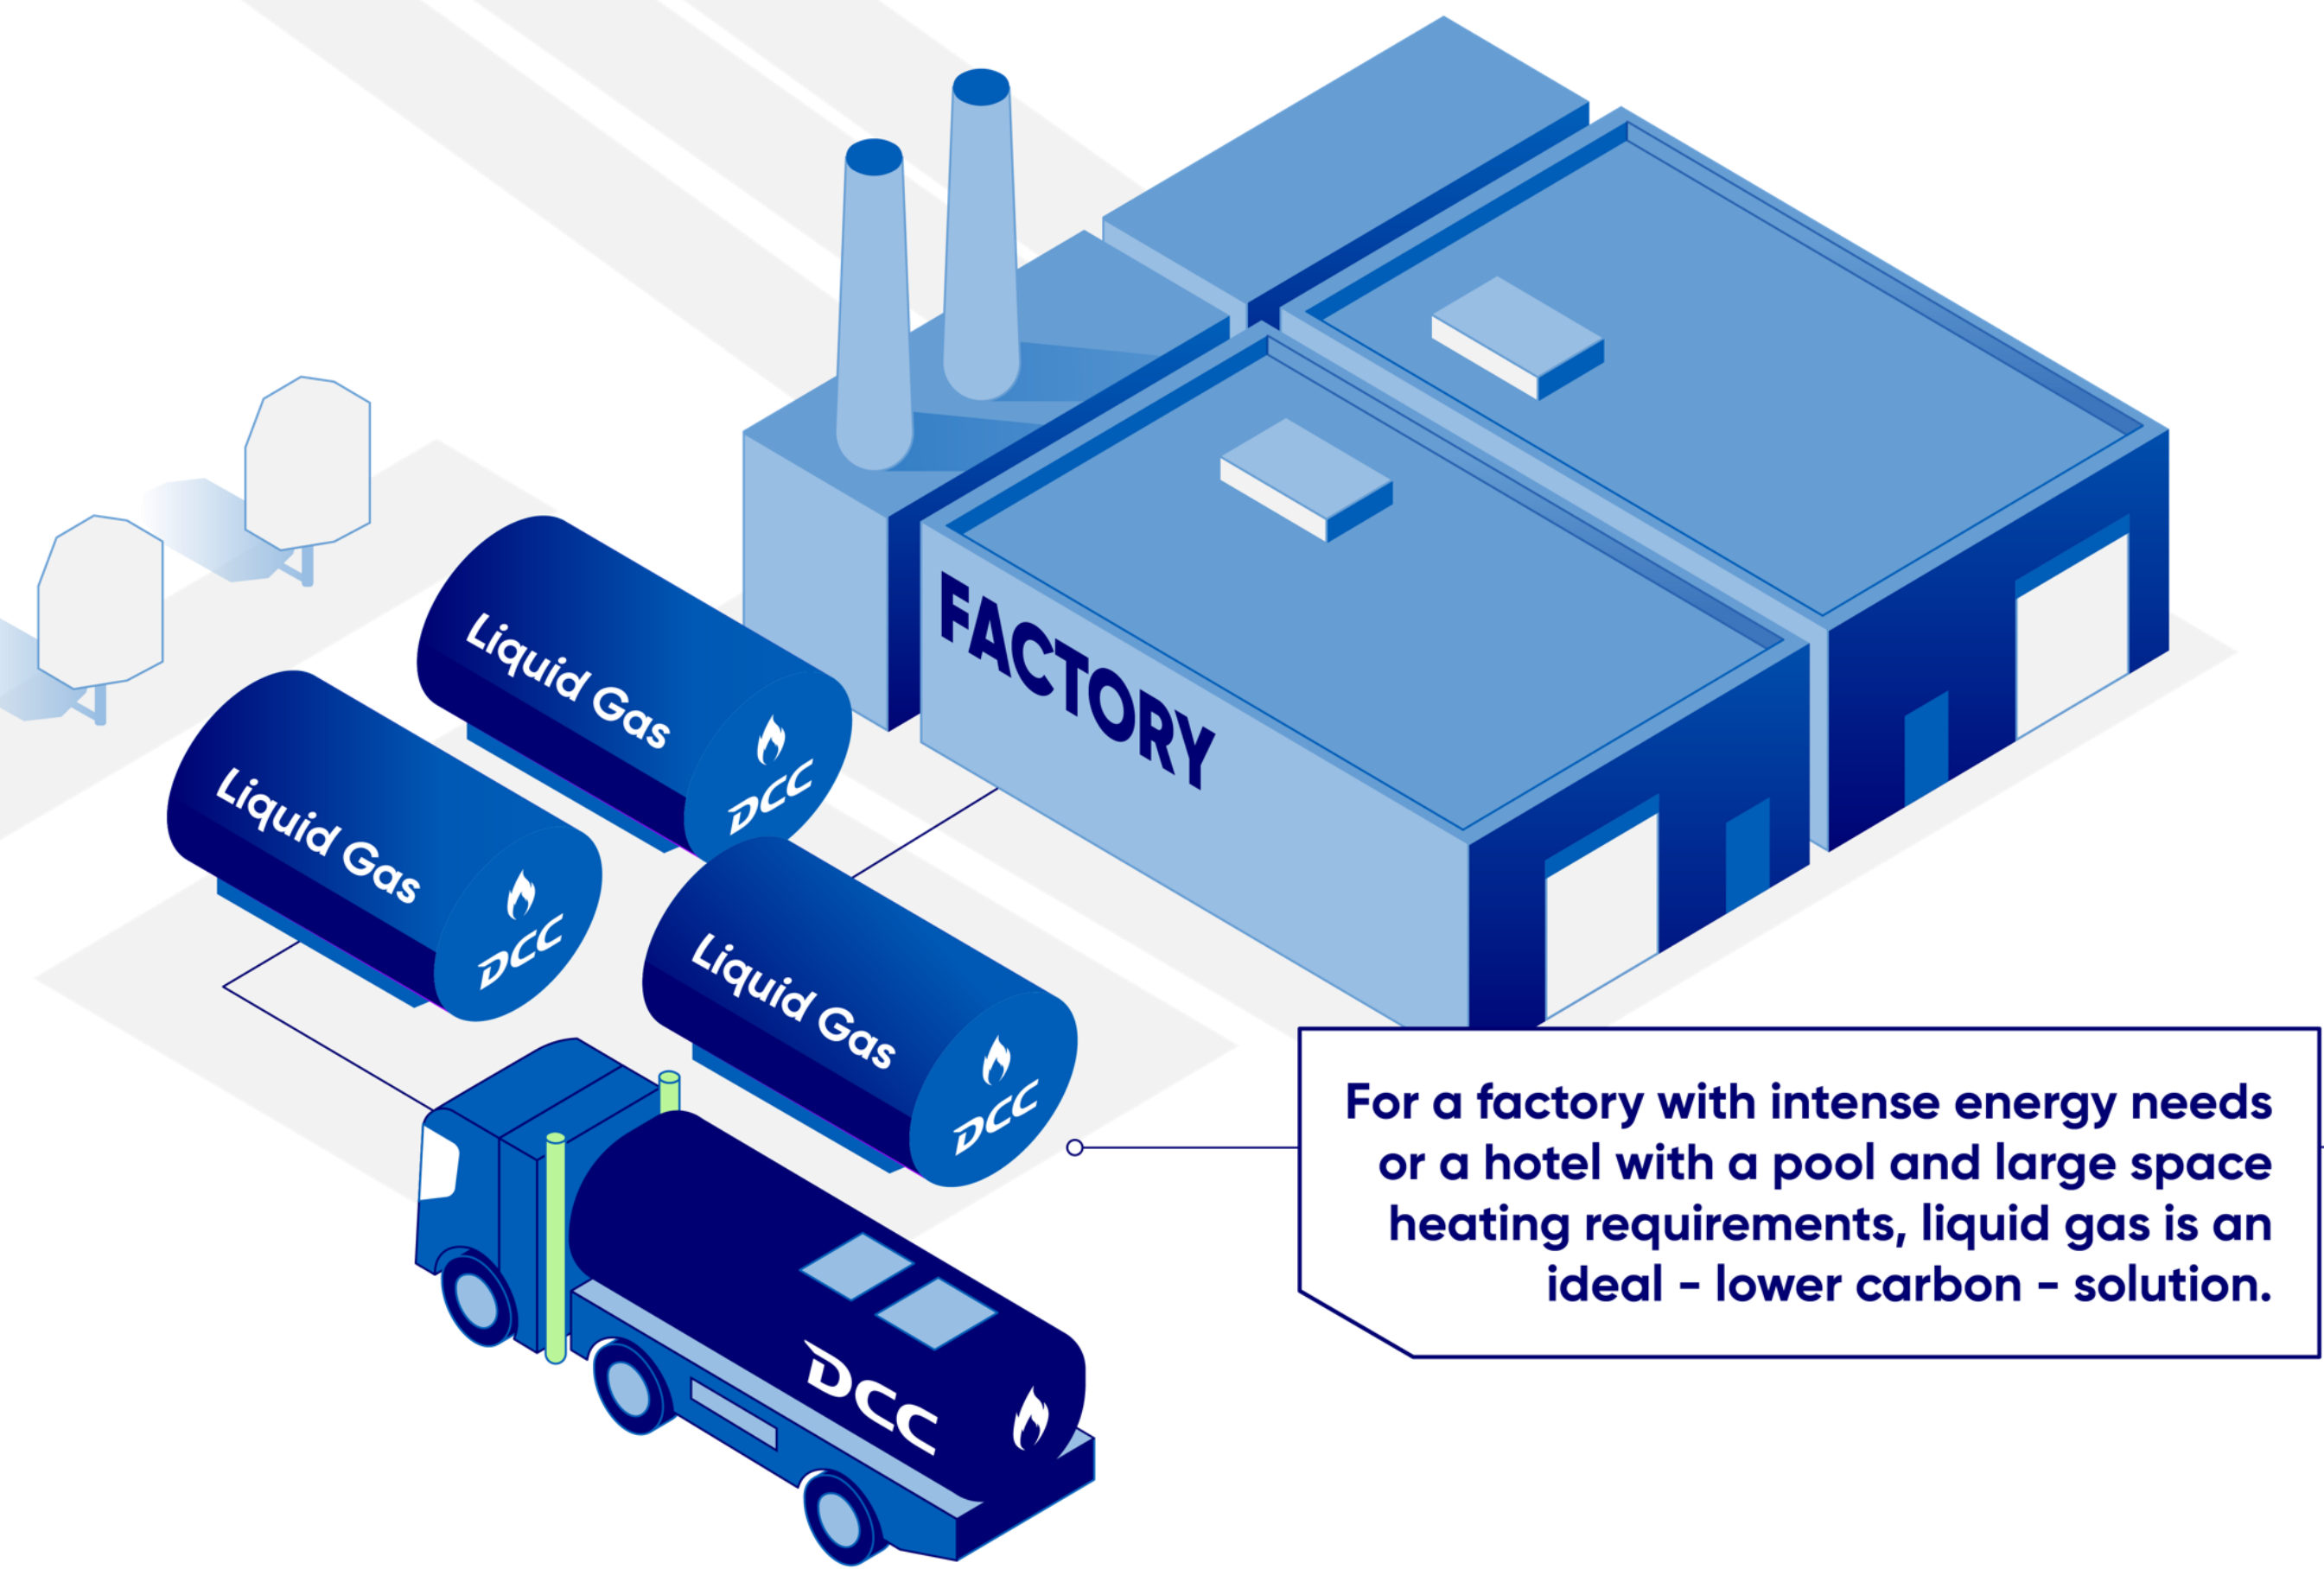 FACTORY
Liquid Gas
DCC
Liquid Gas
DCC
Liquid Gas
DCC
DCC
For a factory with intense energy needs
or a hotel with a pool and large space
heating requirements, liquid gas is an
ideal - lower carbon - solution.